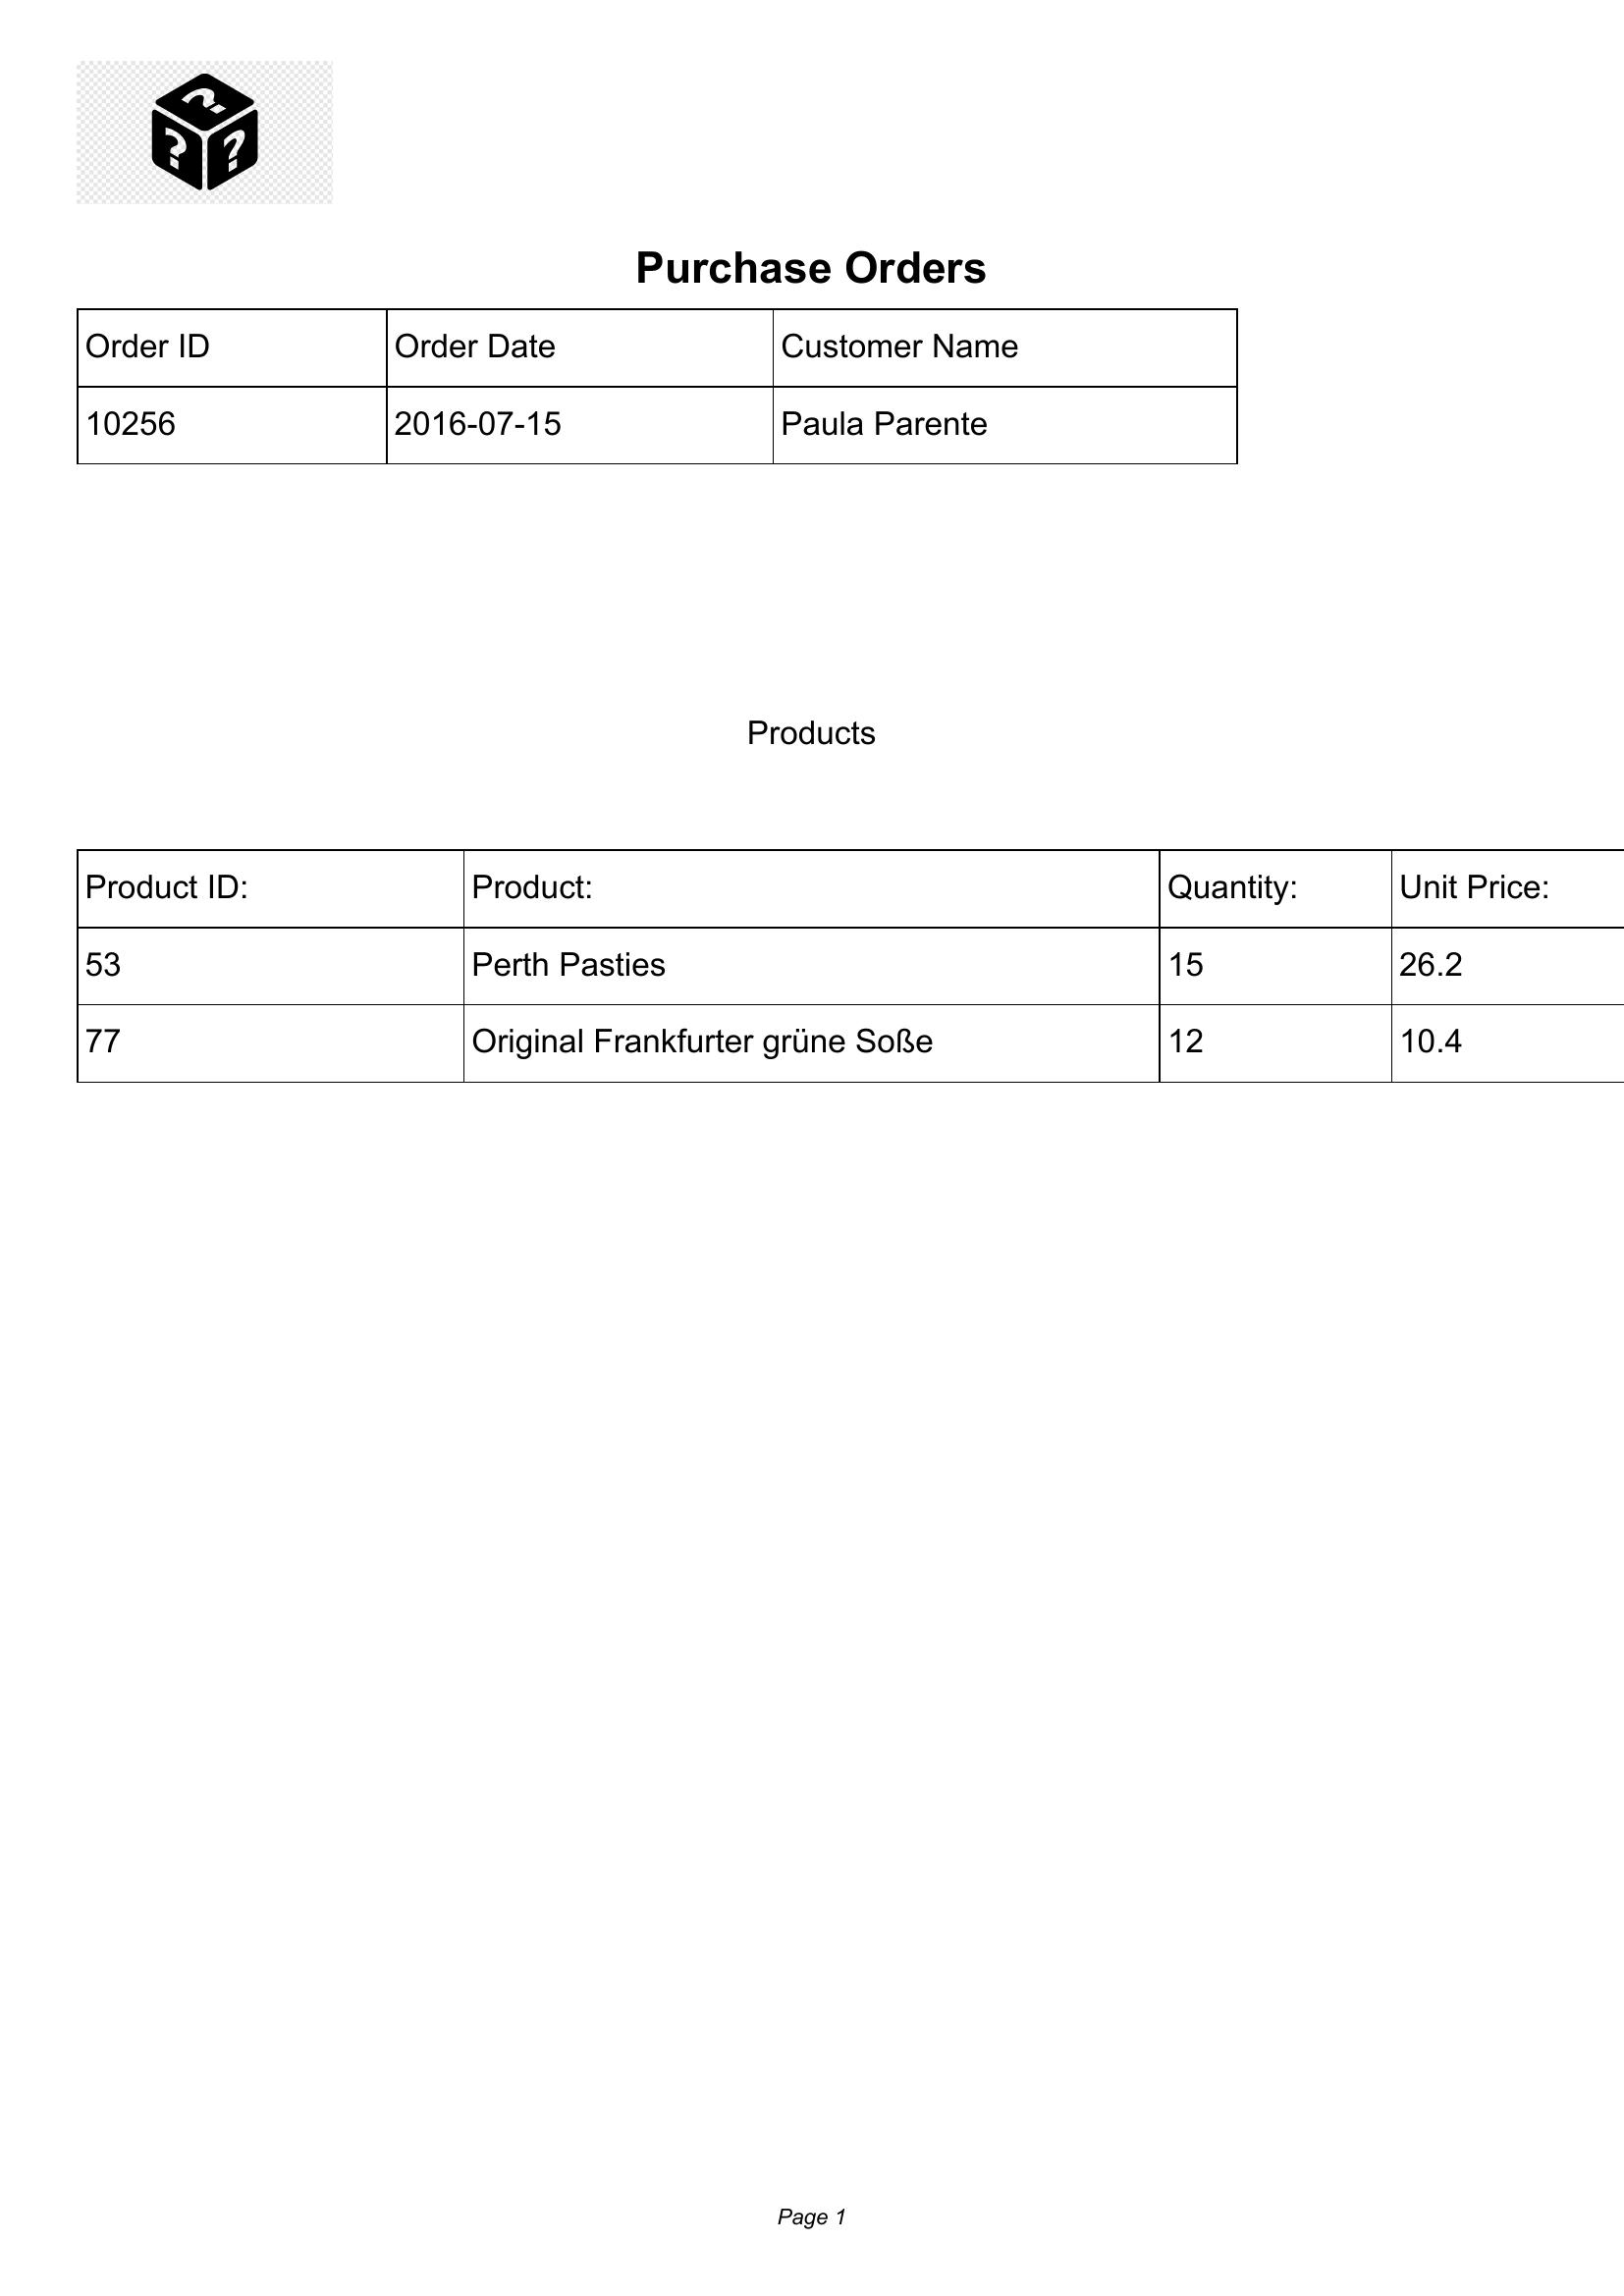 Purchase Orders
Order ID Order Date Customer Name
10256 2016-07-15 Paula Parente
Products
Product ID: Product: Quantity: Unit Price:
53 Perth Pasties 15 26.2
77 Original Frankfurter grüne Soße 12 10.4
Page 1